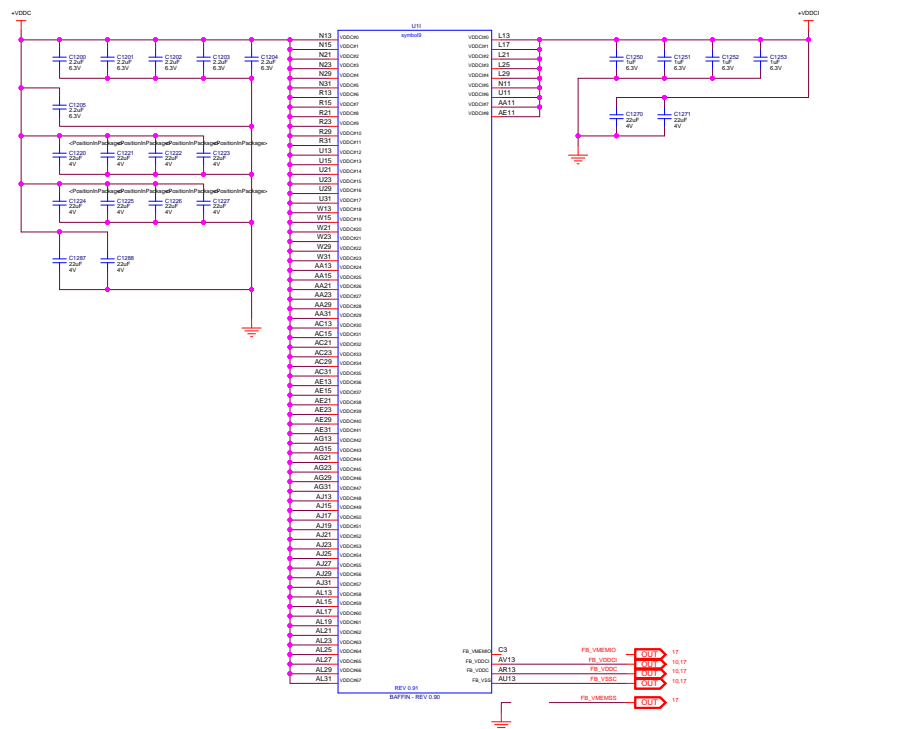 +VDDC
+VDDCI
U1I
symbol9
C1200
2.2uF
6.3V
C1201
2.2uF
6.3V
C1202
2.2uF
6.3V
C1203
2.2uF
6.3V
C1204
2.2uF
6.3V
C1205
2.2uF
6.3V
<PositionInPackage>
<PositionInPackage>
<PositionInPackage>
<PositionInPackage>
C1220
22uF
4V
C1221
22uF
4V
C1222
22uF
4V
C1223
22uF
4V
<PositionInPackage>
<PositionInPackage>
<PositionInPackage>
<PositionInPackage>
C1224
22uF
4V
C1225
22uF
4V
C1226
22uF
4V
C1227
22uF
4V
C1287
22uF
4V
C1288
22uF
4V
N13 VDDC#0
N15 VDDC#1
N21 VDDC#2
N23 VDDC#3
N29 VDDC#4
N31 VDDC#5
R13 VDDC#6
R15 VDDC#7
R21 VDDC#8
R23 VDDC#9
R29 VDDC#10
R31 VDDC#11
U13 VDDC#12
U15 VDDC#13
U21 VDDC#14
U23 VDDC#15
U29 VDDC#16
U31 VDDC#17
W13 VDDC#18
W15 VDDC#19
W21 VDDC#20
W23 VDDC#21
W29 VDDC#22
W31 VDDC#23
AA13 VDDC#24
AA15 VDDC#25
AA21 VDDC#26
AA23 VDDC#27
AA29 VDDC#28
AA31 VDDC#29
AC13 VDDC#30
AC15 VDDC#31
AC21 VDDC#32
AC23 VDDC#33
AC29 VDDC#34
AC31 VDDC#35
AE13 VDDC#36
AE15 VDDC#37
AE21 VDDC#38
AE23 VDDC#39
AE29 VDDC#40
AE31 VDDC#41
AG13 VDDC#42
AG15 VDDC#43
AG21 VDDC#44
AG23 VDDC#45
AG29 VDDC#46
AG31 VDDC#47
AJ13 VDDC#48
AJ15 VDDC#49
AJ17 VDDC#50
AJ19 VDDC#51
AJ21 VDDC#52
AJ23 VDDC#53
AJ25 VDDC#54
AJ27 VDDC#55
AJ29 VDDC#56
AJ31 VDDC#57
AL13 VDDC#58
AL15 VDDC#59
AL17 VDDC#60
AL19 VDDC#61
AL21 VDDC#62
AL23 VDDC#63
AL25 VDDC#64
AL27 VDDC#65
AL29 VDDC#66
AL31 VDDC#67
VDDCI#0 L13
VDDCI#1 L17
VDDCI#2 L21
VDDCI#3 L25
VDDCI#4 L29
VDDCI#5 N11
VDDCI#6 U11
VDDCI#7 AA11
VDDCI#8 AE11
C1250
1uF
6.3V
C1251
1uF
6.3V
C1252
1uF
6.3V
C1253
1uF
6.3V
C1270
22uF
4V
C1271
22uF
4V
FB_VMEMIO C3 FB_VMEMIO OUT 17
FB_VDDCI AV13 FB_VDDCI OUT 10,17
FB_VDDC AR13 FB_VDDC OUT 10,17
FB_VSS AU13 FB_VSSC OUT 10,17
FB_VMEMSS OUT 17
REV 0.91
BAFFIN - REV 0.90